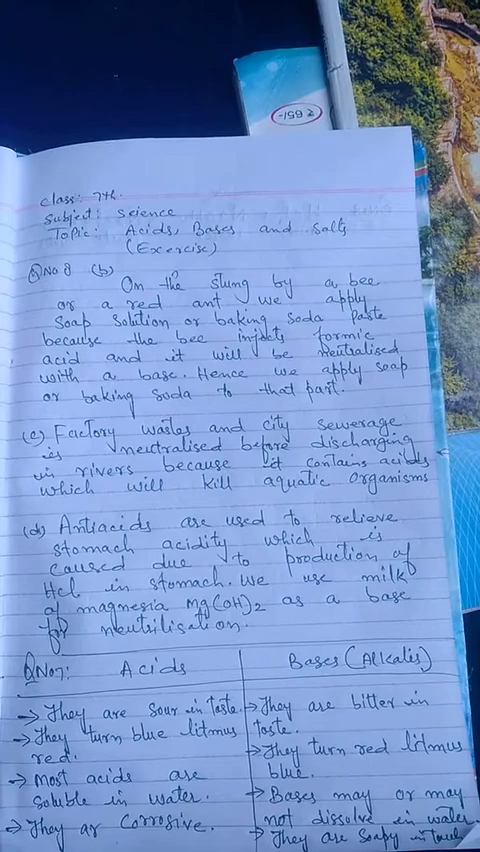 ₹ 65/-
Class: 7th.
Subject: Science
Topic: Acids, Bases and Salts
(Exercise)
Q No 8 (b)
On the stung by a bee
or a red ant we apply
Soap solution or baking soda paste
because the bee injects formic
acid and it will be neutralised
with a base. Hence we apply soap
or baking soda to that part.
(c) Factory wastes and city sewerage
is neutralised before discharging
in rivers because it contains acids
which will kill aquatic organisms
(d) Antiacids are used to relieve
stomach acidity which is
caused due to production of
Hcl in stomach. We use milk
of magnesia Mg(OH)2 as a base
for neutrilisation.
Q No 7: Acids Bases (Alkalis)
→ They are sour in taste → They are bitter in
taste.
→ They turn blue litmus
red. → They turn red litmus
blue.
→ Most acids are
soluble in water. → Bases may or may
not dissolve in water.
→ They ar corrosive. → They are soapy in touch